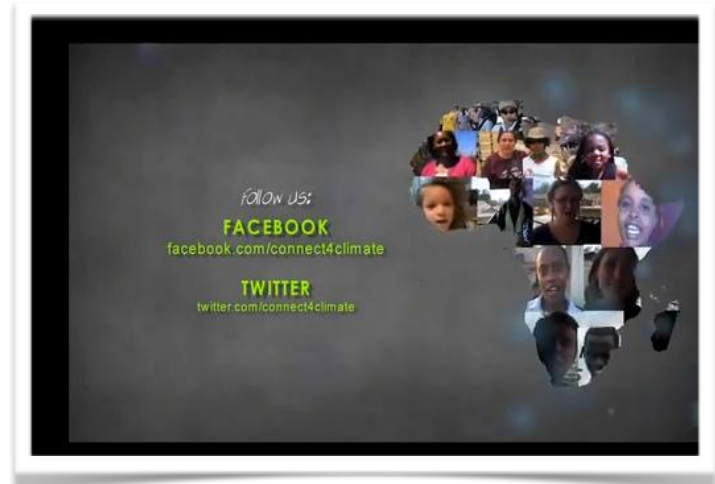 follow us:
FACEBOOK
facebook.com/connect4climate
TWITTER
twitter.com/connect4climate